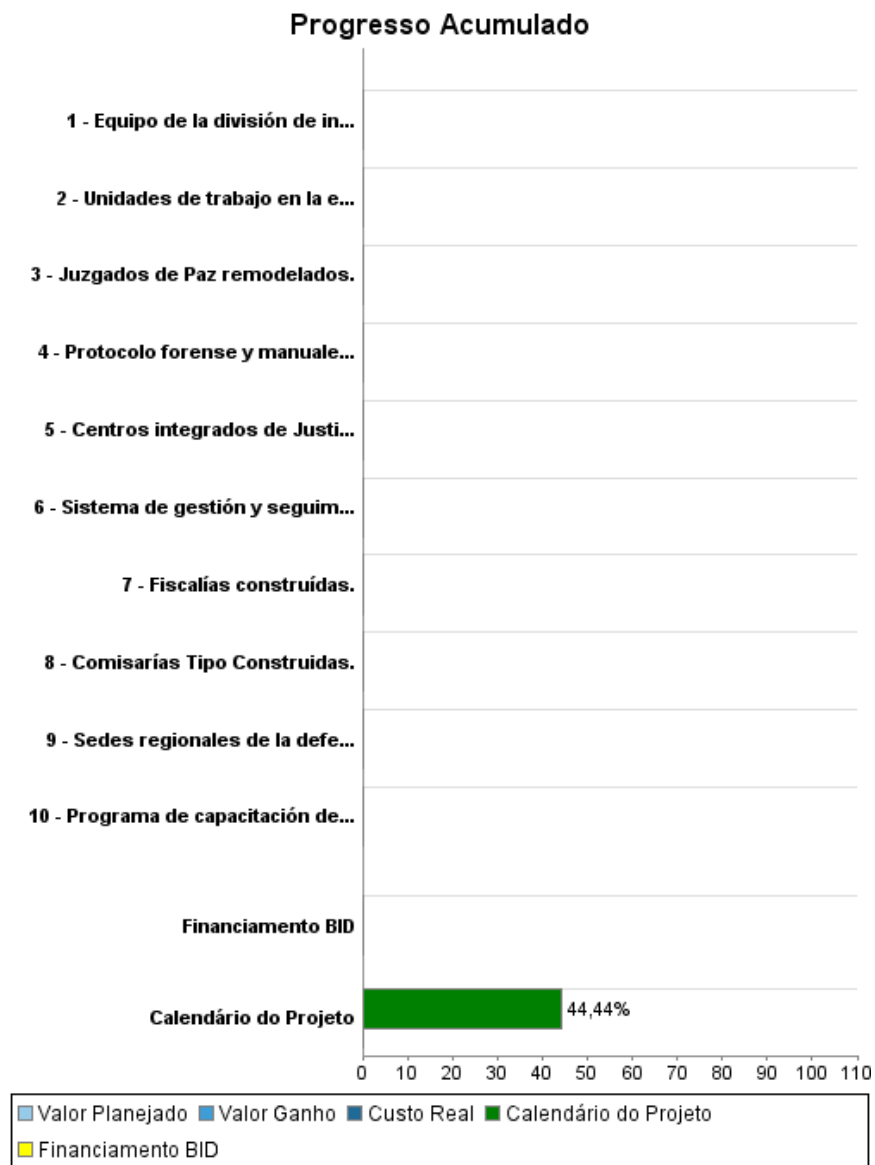 Progresso Acumulado
1 - Equipo de la división de in...
2 - Unidades de trabajo en la e...
3 - Juzgados de Paz remodelados.
4 - Protocolo forense y manuale...
5 - Centros integrados de Justi...
6 - Sistema de gestión y seguim...
7 - Fiscalías construídas.
8 - Comisarías Tipo Construidas.
9 - Sedes regionales de la defe...
10 - Programa de capacitación de...
Financiamento BID
Calendário do Projeto 44,44%
0 10 20 30 40 50 60 70 80 90 100 110
Valor Planejado Valor Ganho Custo Real Calendário do Projeto
Financiamento BID